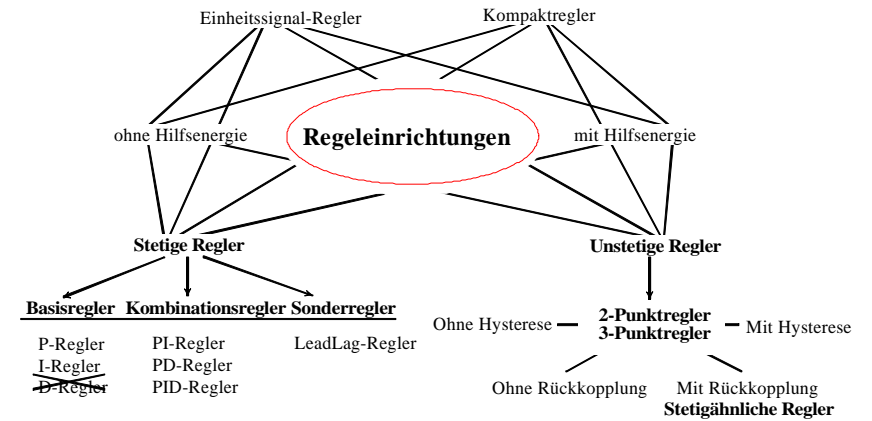 Einheitssignal-Regler Kompaktregler
ohne Hilfsenergie Regeleinrichtungen mit Hilfsenergie
Stetige Regler Unstetige Regler
Basisregler Kombinationsregler Sonderregler
P-Regler PI-Regler LeadLag-Regler
I-Regler PD-Regler
D-Regler PID-Regler
2-Punktregler
Ohne Hysterese 3-Punktregler Mit Hysterese
Ohne Rückkopplung Mit Rückkopplung
Stetigähnliche Regler